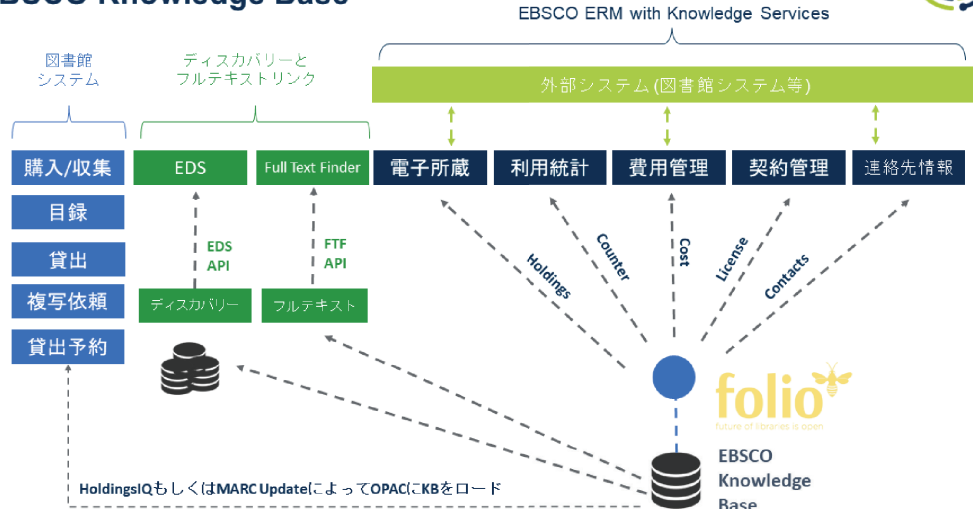 EBSCO Knowledge Base
EBSCO ERM with Knowledge Services
図書館
システム
ディスカバリーと
フルテキストリンク
外部システム(図書館システム等)
購入/収集
EDS
Full Text Finder
電子所蔵
利用統計
費用管理
契約管理
連絡先情報
目録
貸出
複写依頼
貸出予約
EDS
API
FTF
API
ディスカバリー
フルテキスト
Holdings
Counter
Cost
License
Contacts
folio
future of libraries is open
EBSCO
Knowledge
Base
HoldingsIQもしくはMARC UpdateによってOPACにKBをロード